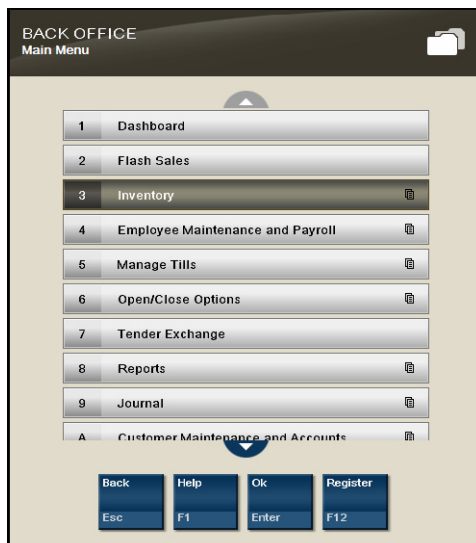 BACK OFFICE
Main Menu
1 Dashboard
2 Flash Sales
3 Inventory
4 Employee Maintenance and Payroll
5 Manage Tills
6 Open/Close Options
7 Tender Exchange
8 Reports
9 Journal
A Customer Maintenance and Accounts
Back Help Ok Register
Esc F1 Enter F12